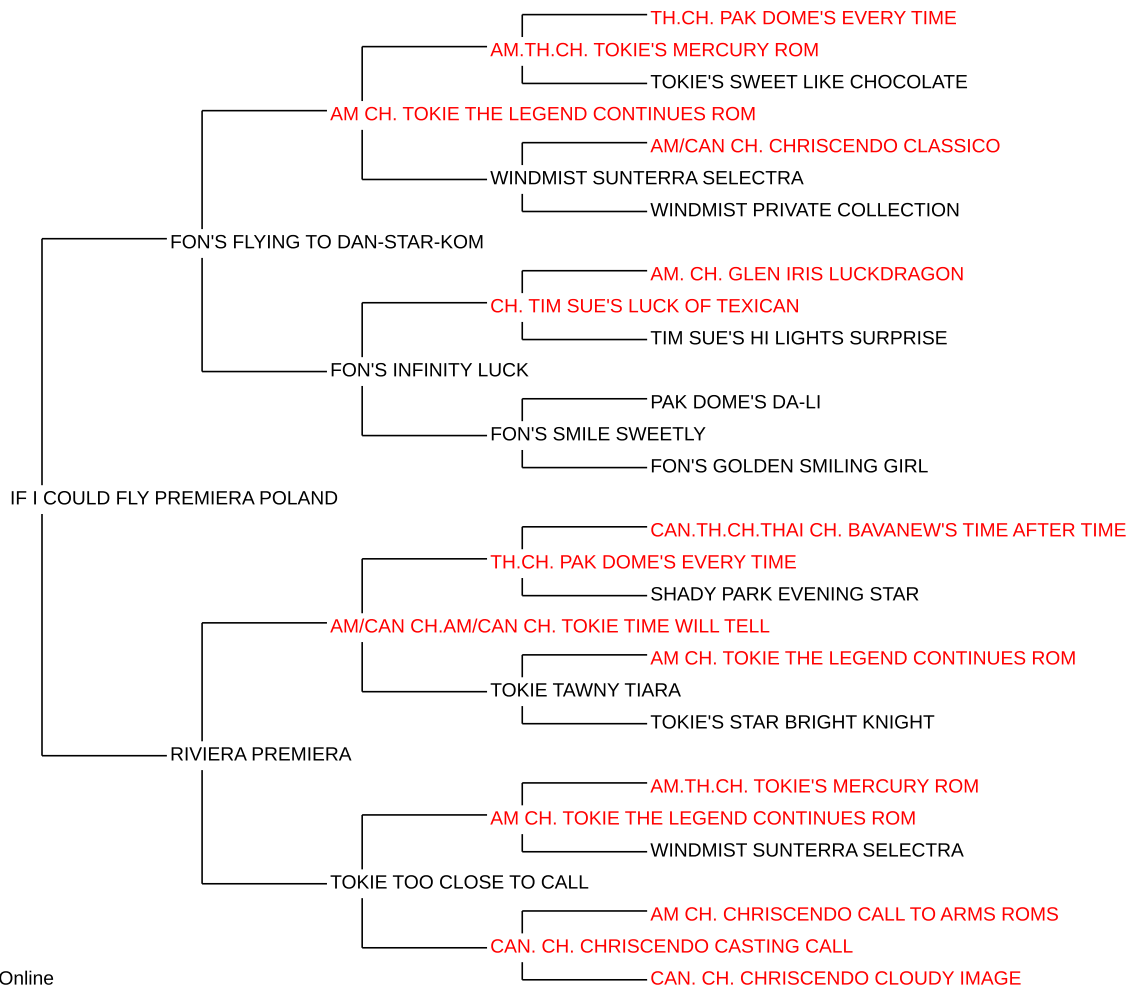 TH.CH. PAK DOME'S EVERY TIME
AM.TH.CH. TOKIE'S MERCURY ROM
TOKIE'S SWEET LIKE CHOCOLATE
AM CH. TOKIE THE LEGEND CONTINUES ROM
AM/CAN CH. CHRISCENDO CLASSICO
WINDMIST SUNTERRA SELECTRA
WINDMIST PRIVATE COLLECTION
FON'S FLYING TO DAN-STAR-KOM
AM. CH. GLEN IRIS LUCKDRAGON
CH. TIM SUE'S LUCK OF TEXICAN
TIM SUE'S HI LIGHTS SURPRISE
FON'S INFINITY LUCK
PAK DOME'S DA-LI
FON'S SMILE SWEETLY
FON'S GOLDEN SMILING GIRL
IF I COULD FLY PREMIERA POLAND
CAN.TH.CH.THAI CH. BAVANEW'S TIME AFTER TIME
TH.CH. PAK DOME'S EVERY TIME
SHADY PARK EVENING STAR
AM/CAN CH.AM/CAN CH. TOKIE TIME WILL TELL
AM CH. TOKIE THE LEGEND CONTINUES ROM
TOKIE TAWNY TIARA
TOKIE'S STAR BRIGHT KNIGHT
RIVIERA PREMIERA
AM.TH.CH. TOKIE'S MERCURY ROM
AM CH. TOKIE THE LEGEND CONTINUES ROM
WINDMIST SUNTERRA SELECTRA
TOKIE TOO CLOSE TO CALL
AM CH. CHRISCENDO CALL TO ARMS ROMS
CAN. CH. CHRISCENDO CASTING CALL
CAN. CH. CHRISCENDO CLOUDY IMAGE
Online